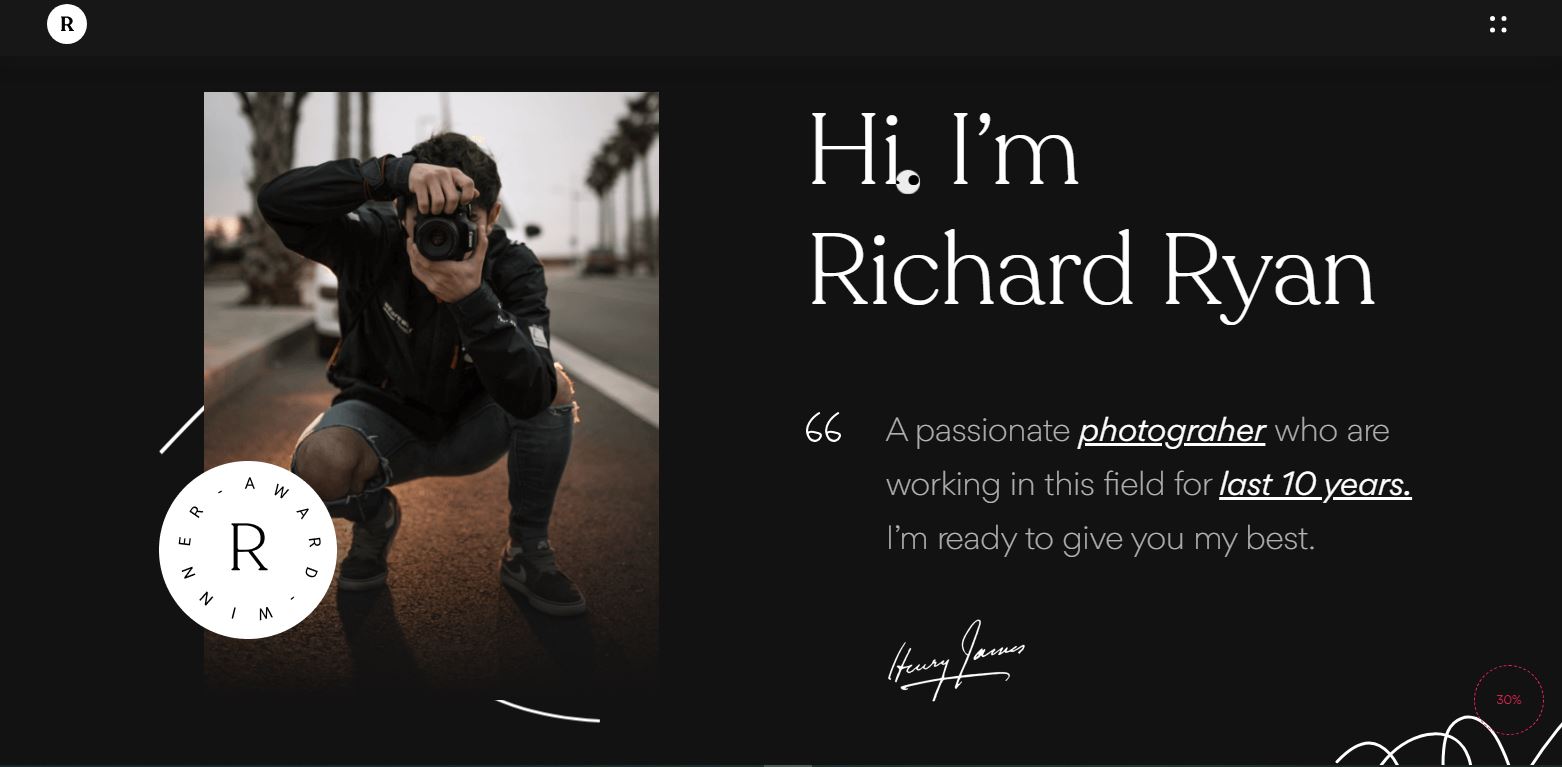 R
Hi, I’m
Richard Ryan
“ A passionate photograher who are
working in this field for last 10 years.
I’m ready to give you my best.
R
AWARD-WINNER-
Henry James
30%